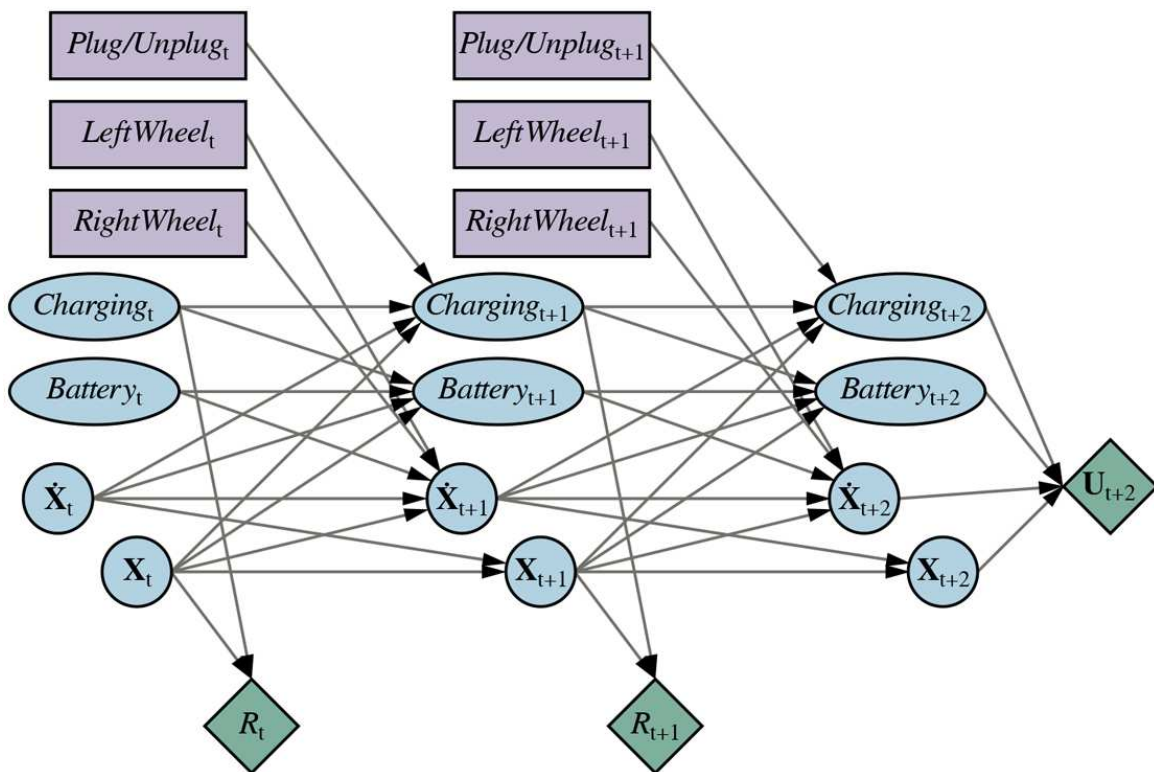 Plug/Unplug_t
Plug/Unplug_t+1
LeftWheel_t
LeftWheel_t+1
RightWheel_t
RightWheel_t+1
Charging_t
Charging_t+1
Charging_t+2
Battery_t
Battery_t+1
Battery_t+2
Ẋ_t
Ẋ_t+1
Ẋ_t+2
U_t+2
X_t
X_t+1
X_t+2
R_t
R_t+1